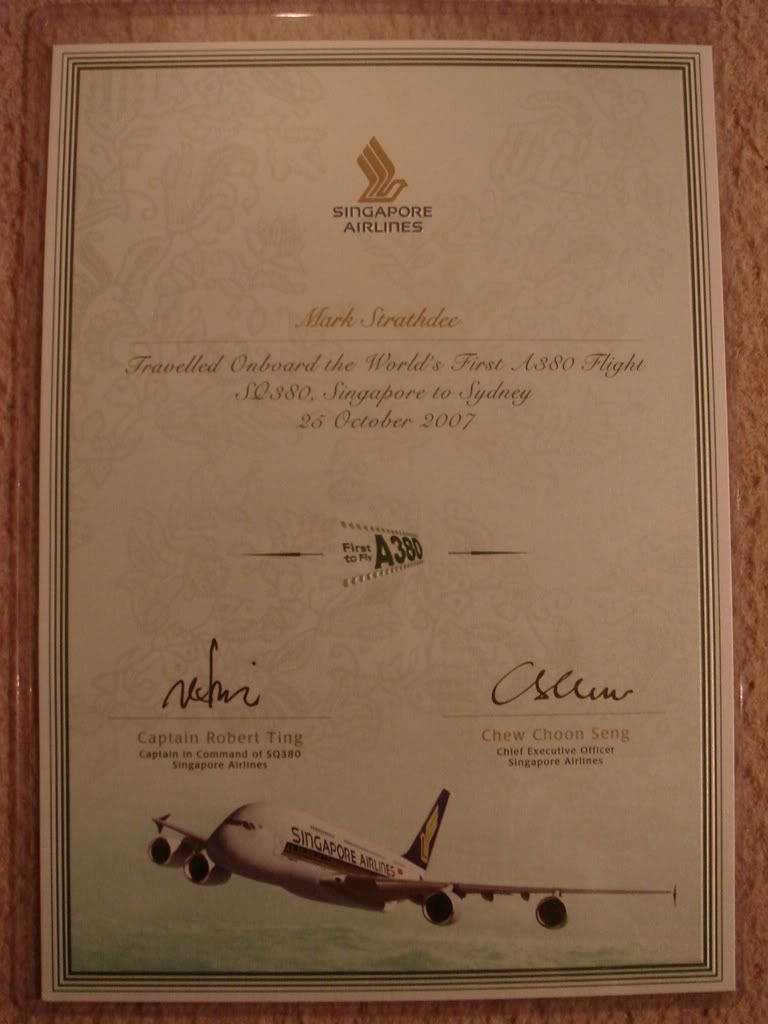 SINGAPORE
AIRLINES
Mark Strathdee
Travelled Onboard the World's First A380 Flight
SQ380, Singapore to Sydney
25 October 2007
First
to Fly A380
Captain Robert Ting
Captain in Command of SQ380
Singapore Airlines
Chew Choon Seng
Chief Executive Officer
Singapore Airlines
SINGAPORE AIRLINES